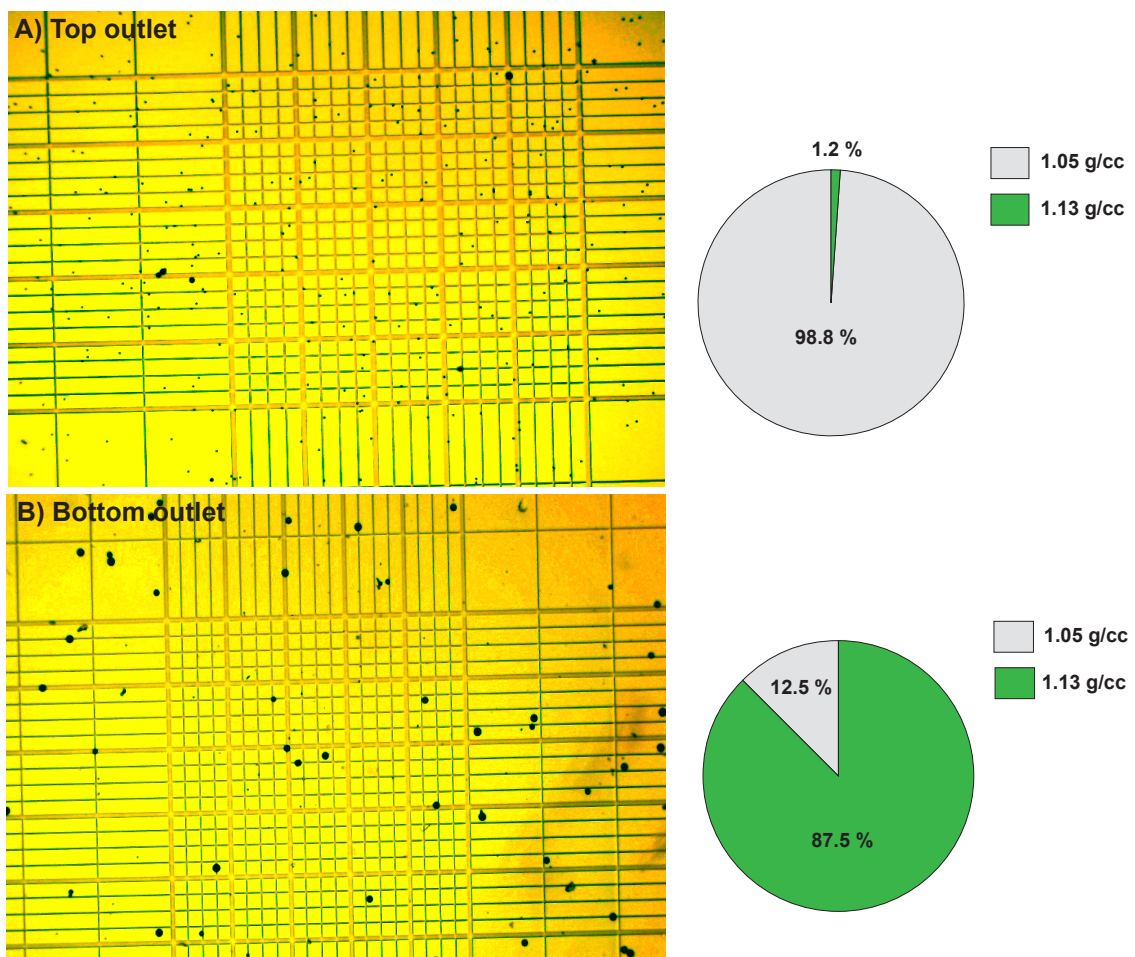 A) Top outlet
1.2 %
98.8 %
1.05 g/cc
1.13 g/cc
B) Bottom outlet
12.5 %
87.5 %
1.05 g/cc
1.13 g/cc